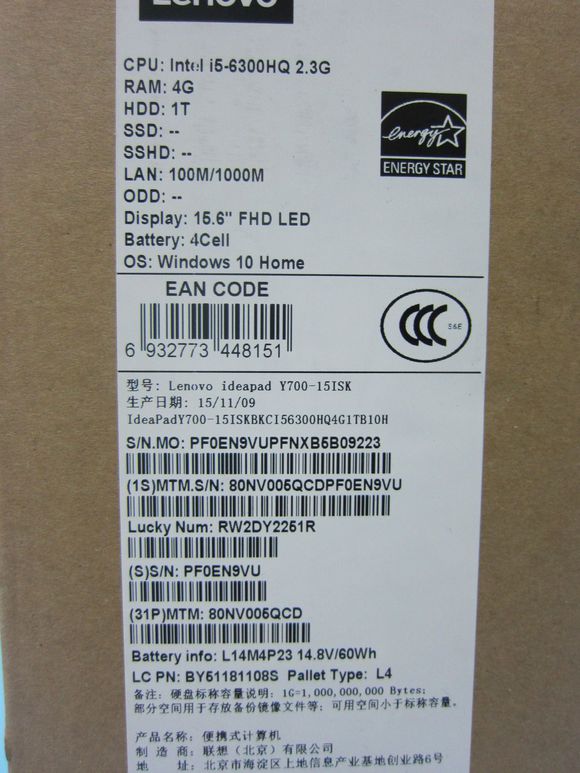 Lenovo
CPU: Intel i5-6300HQ 2.3G
RAM: 4G
HDD: 1T
SSD: --
SSHD: --
LAN: 100M/1000M
ODD: --
Display: 15.6" FHD LED
Battery: 4Cell
OS: Windows 10 Home
energy
ENERGY STAR
EAN CODE
6 932773 448151
CCC S&E
型号: Lenovo ideapad Y700-15ISK
生产日期: 15/11/09
IdeaPadY700-15ISKBKCI56300HQ4G1TB10H
S/N.MO: PF0EN9VUPFNXB5B09223
(1S)MTM.S/N: 80NV005QCDPF0EN9VU
Lucky Num: RW2DY2251R
(S)S/N: PF0EN9VU
(31P)MTM: 80NV005QCD
Battery info: L14M4P23 14.8V/60Wh
LC PN: BY51181108S Pallet Type: L4
备注: 硬盘标称容量说明: 1G=1,000,000,000 Bytes;
部分空间用于存放备份镜像文件等; 可用空间小于标称容量。
产品名称: 便携式计算机
制 造 商: 联想（北京）有限公司
地 址: 北京市海淀区上地信息产业基地创业路6号